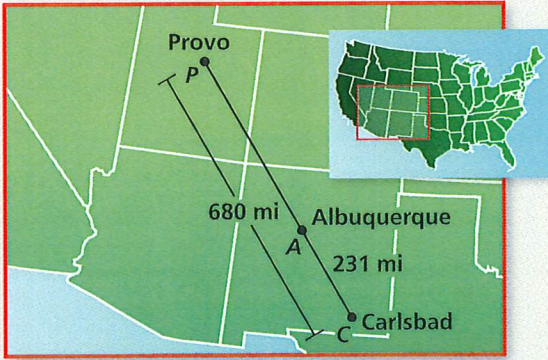 Provo
P
680 mi
Albuquerque
A
231 mi
C Carlsbad